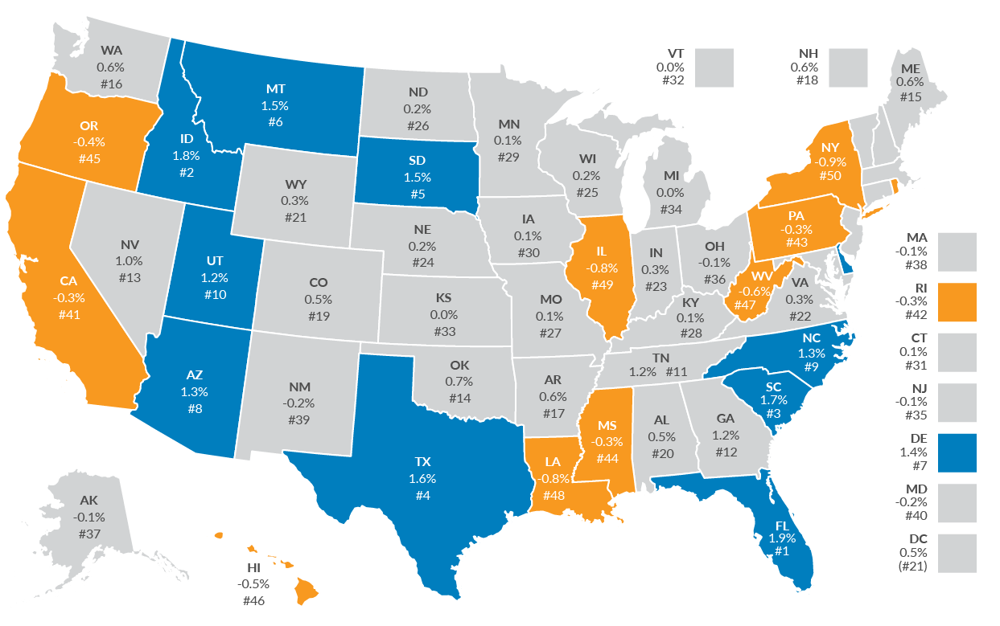 WA
0.6%
#16
OR
-0.4%
#45
CA
-0.3%
#41
ID
1.8%
#2
NV
1.0%
#13
MT
1.5%
#6
WY
0.3%
#21
UT
1.2%
#10
AZ
1.3%
#8
CO
0.5%
#19
NM
-0.2%
#39
ND
0.2%
#26
SD
1.5%
#5
NE
0.2%
#24
KS
0.0%
#33
OK
0.7%
#14
TX
1.6%
#4
MN
0.1%
#29
IA
0.1%
#30
MO
0.1%
#27
AR
0.6%
#17
LA
-0.8%
#48
WI
0.2%
#25
IL
-0.8%
#49
MS
-0.3%
#44
MI
0.0%
#34
IN
0.3%
#23
OH
-0.1%
#36
KY
0.1%
#28
TN
1.2% #11
AL
0.5%
#20
GA
1.2%
#12
FL
1.9%
#1
SC
1.7%
#3
NC
1.3%
#9
VA
0.3%
#22
WV
-0.6%
#47
PA
-0.3%
#43
NY
-0.9%
#50
VT
0.0%
#32
NH
0.6%
#18
ME
0.6%
#15
MA
-0.1%
#38
RI
-0.3%
#42
CT
0.1%
#31
NJ
-0.1%
#35
DE
1.4%
#7
MD
-0.2%
#40
DC
0.5%
(#21)
AK
-0.1%
#37
HI
-0.5%
#46